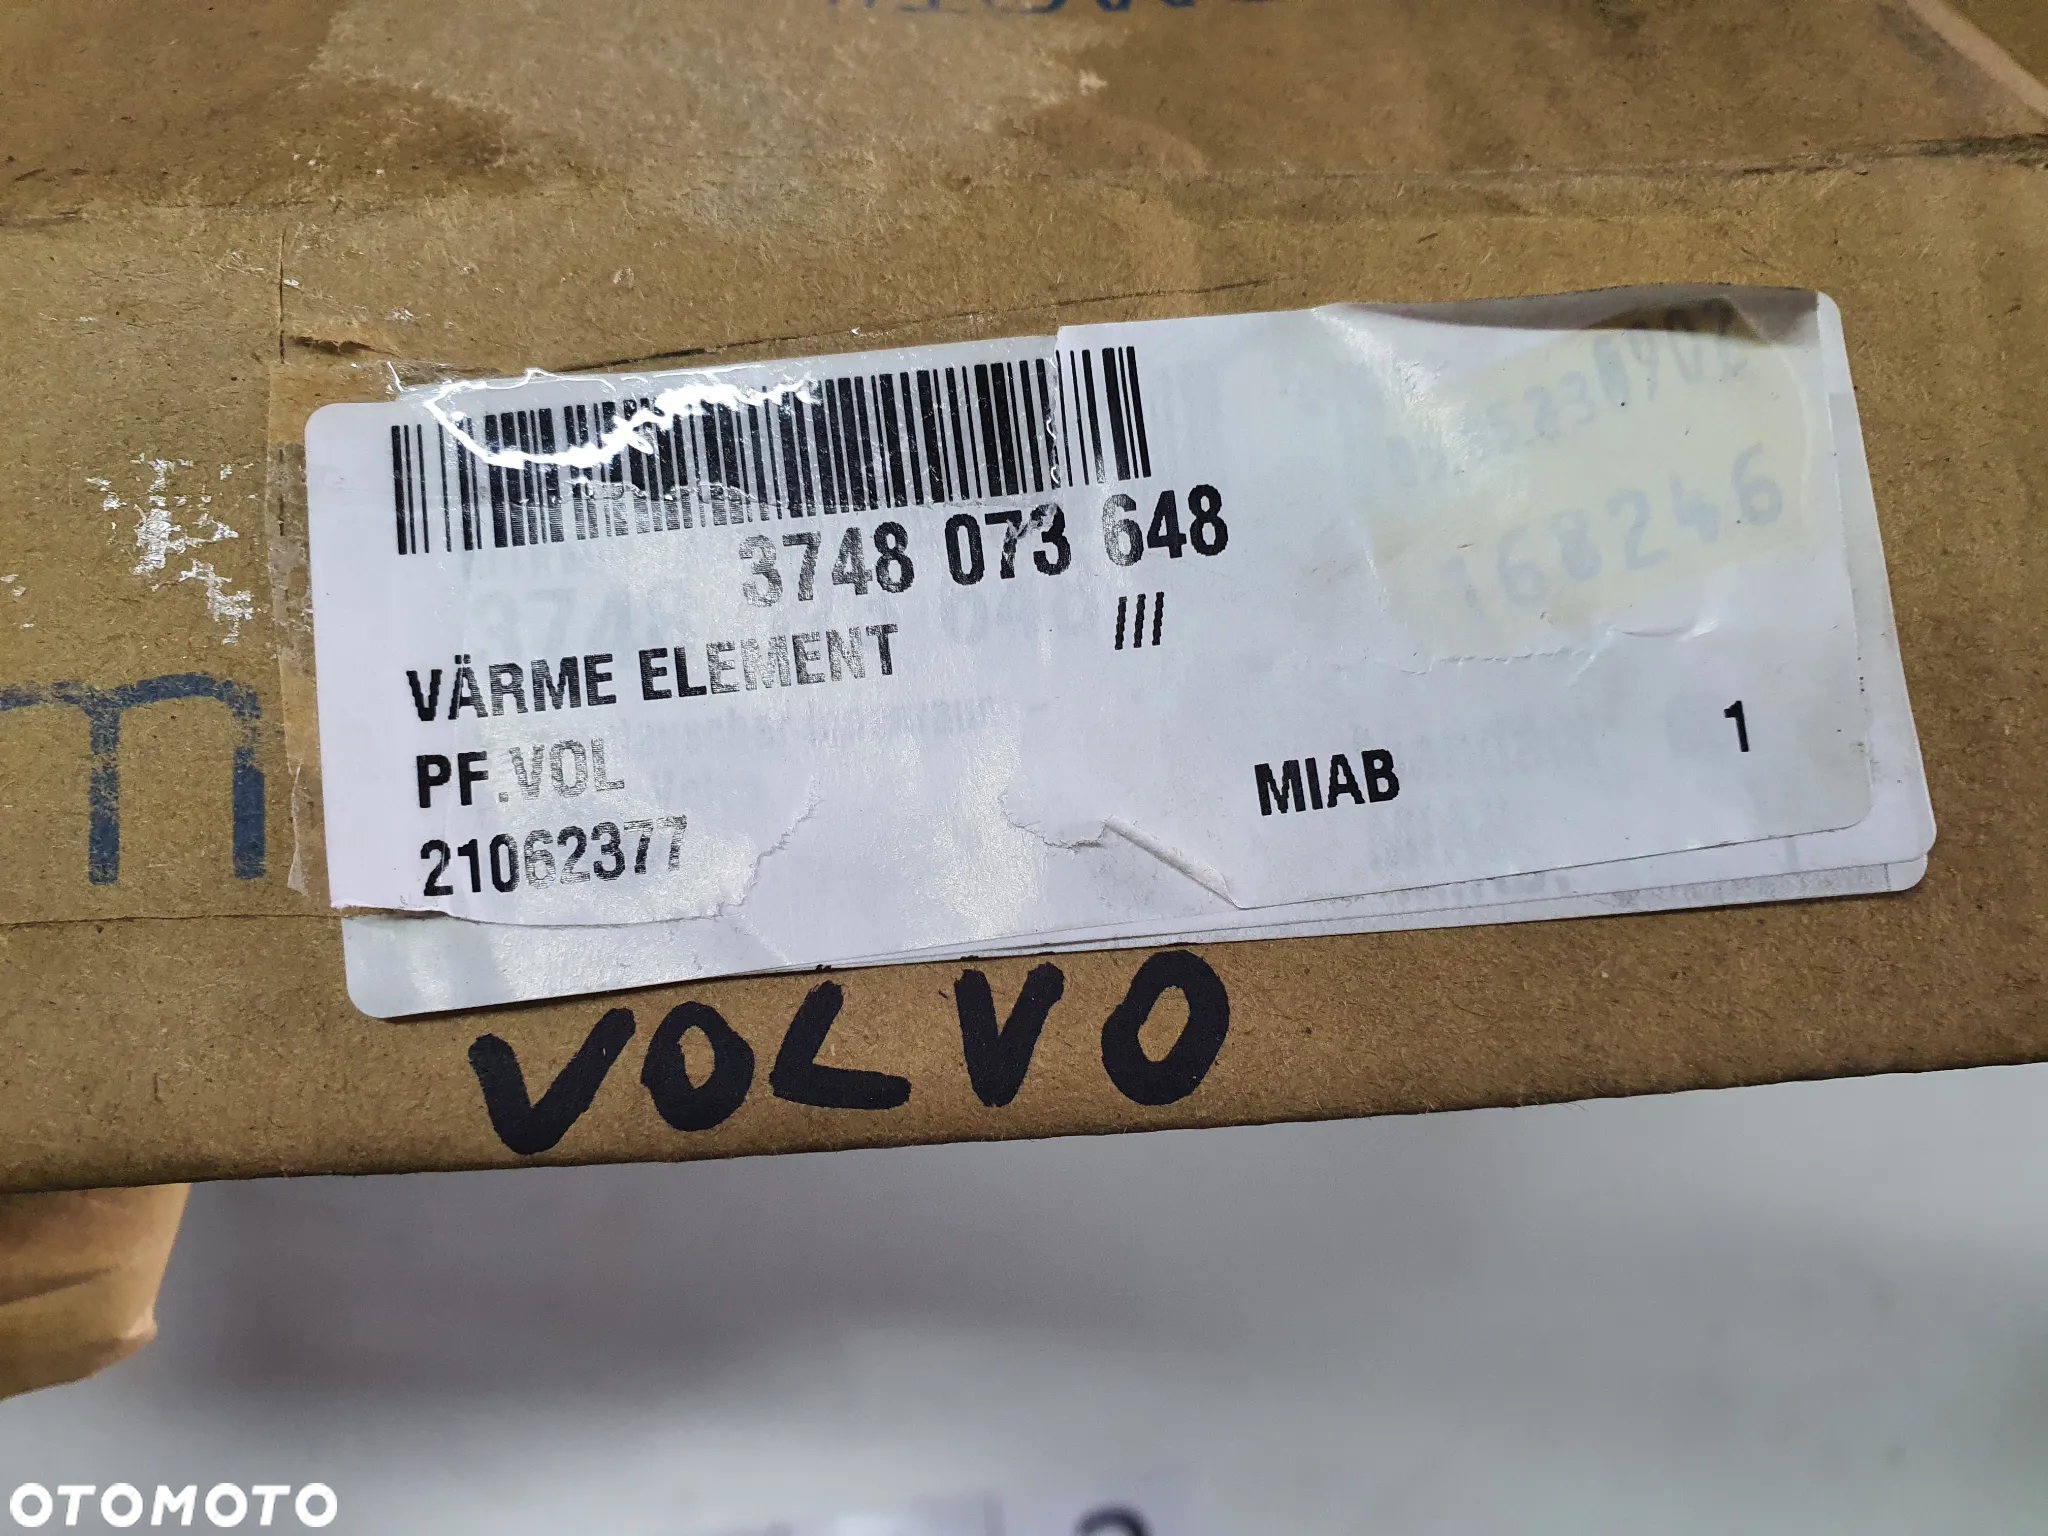 3748 073 648
///
VÄRME ELEMENT
PF.VOL
21062377
MIAB
1
168246
VOLVO
OTOMOTO